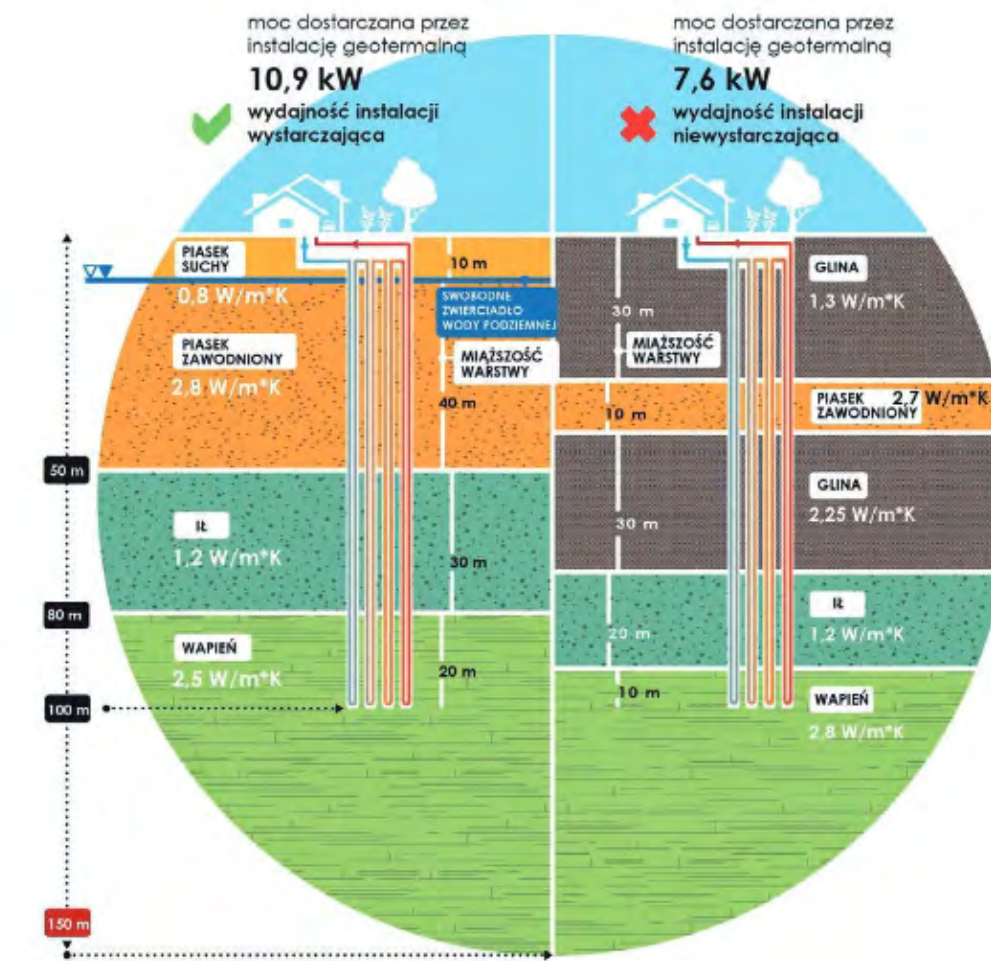 moc dostarczana przez
instalację geotermalną
10,9 kW
wydajność instalacji
wystarczająca
moc dostarczana przez
instalację geotermalną
7,6 kW
wydajność instalacji
niewystarczająca
PIASEK
SUCHY
0,8 W/m*K
10 m
SWOBODNE
ZWIERCIADŁO
WODY PODZIEMNEJ
PIASEK
ZAWODNIONY
2,8 W/m*K
MIĄŻSZOŚĆ
WARSTWY
40 m
50 m
IŁ
1,2 W/m*K
30 m
80 m
WAPIEŃ
2,5 W/m*K
20 m
100 m
150 m
GLINA
1,3 W/m*K
30 m
MIĄŻSZOŚĆ
WARSTWY
PIASEK 2,7 W/m*K
ZAWODNIONY
10 m
GLINA
2,25 W/m*K
30 m
IŁ
1,2 W/m*K
20 m
10 m
WAPIEŃ
2,8 W/m*K